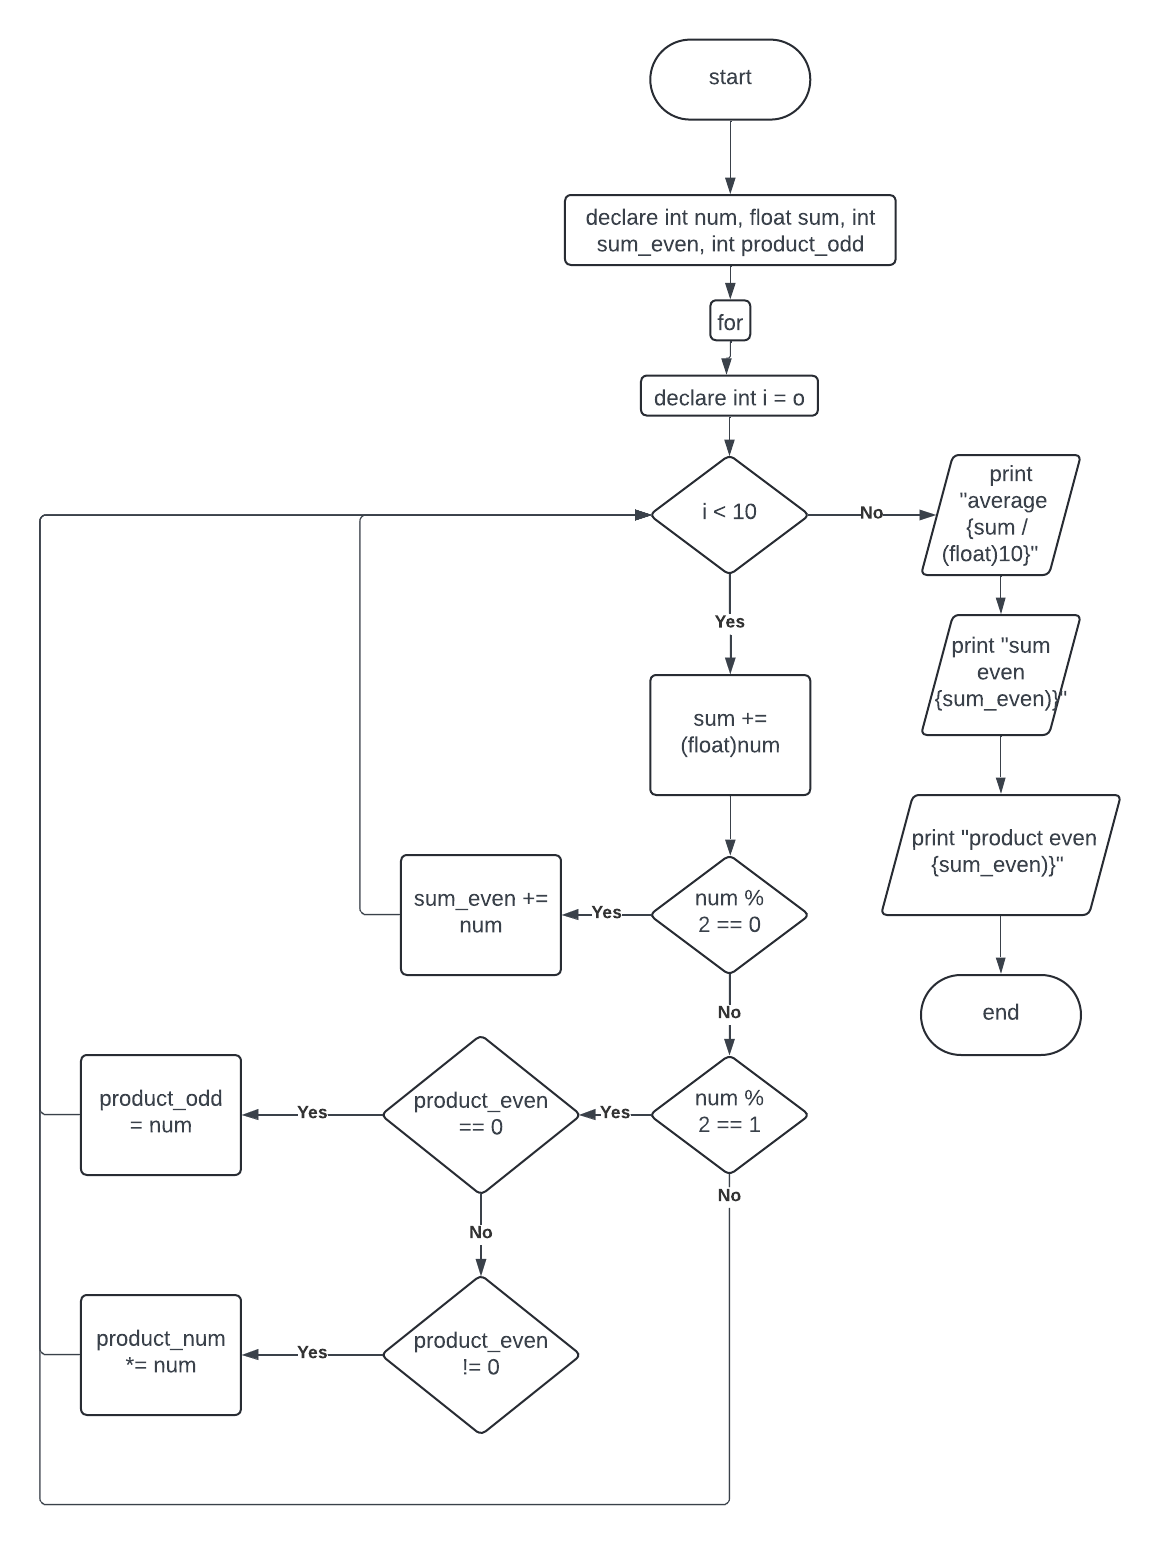 start
declare int num, float sum, int
sum_even, int product_odd
for
declare int i = o
i < 10
No
print
"average
{sum /
(float)10}"
Yes
print "sum
even
{sum_even)}"
sum +=
(float)num
print "product even
{sum_even)}"
num %
2 == 0
Yes
sum_even +=
num
No
end
num %
2 == 1
Yes
product_even
== 0
Yes
product_odd
= num
No
No
product_even
!= 0
Yes
product_num
*= num